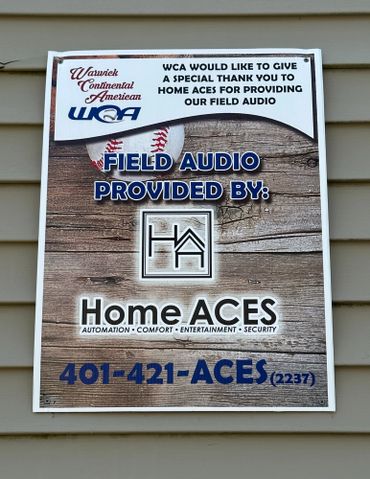 Warwick
Continental
American
WCA
WCA WOULD LIKE TO GIVE
A SPECIAL THANK YOU TO
HOME ACES FOR PROVIDING
OUR FIELD AUDIO
FIELD AUDIO
PROVIDED BY:
HA
Home ACES
AUTOMATION • COMFORT • ENTERTAINMENT • SECURITY
401-421-ACES(2237)